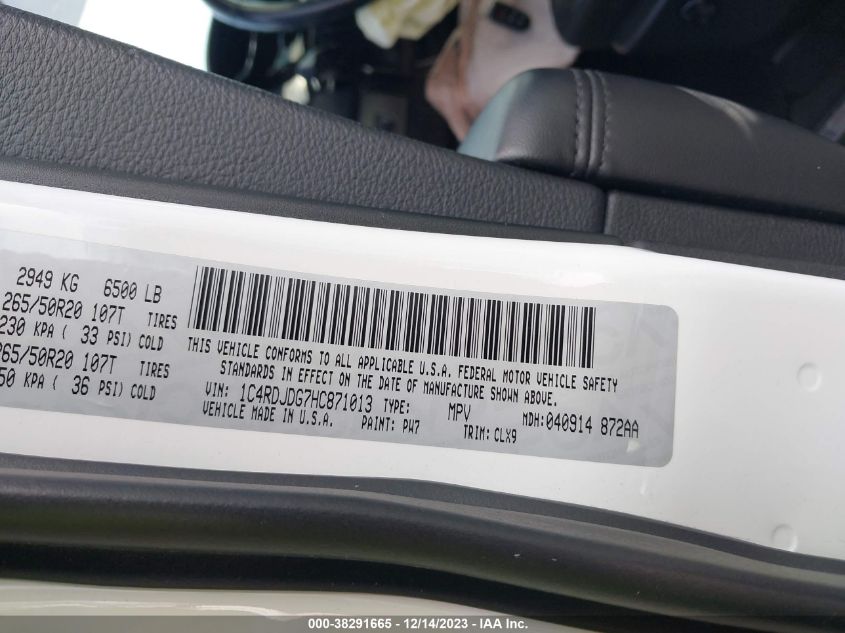 2949 KG 6500 LB
265/50R20 107T TIRES
230 KPA ( 33 PSI) COLD
265/50R20 107T TIRES
50 KPA ( 36 PSI) COLD
THIS VEHICLE CONFORMS TO ALL APPLICABLE U.S.A. FEDERAL MOTOR VEHICLE SAFETY
STANDARDS IN EFFECT ON THE DATE OF MANUFACTURE SHOWN ABOVE.
VIN: 1C4RDJDG7HC871013 TYPE: MPV MDH:040914 872AA
VEHICLE MADE IN U.S.A. PAINT: PW7 TRIM: CLX9
000-38291665 - 12/14/2023 - IAA Inc.